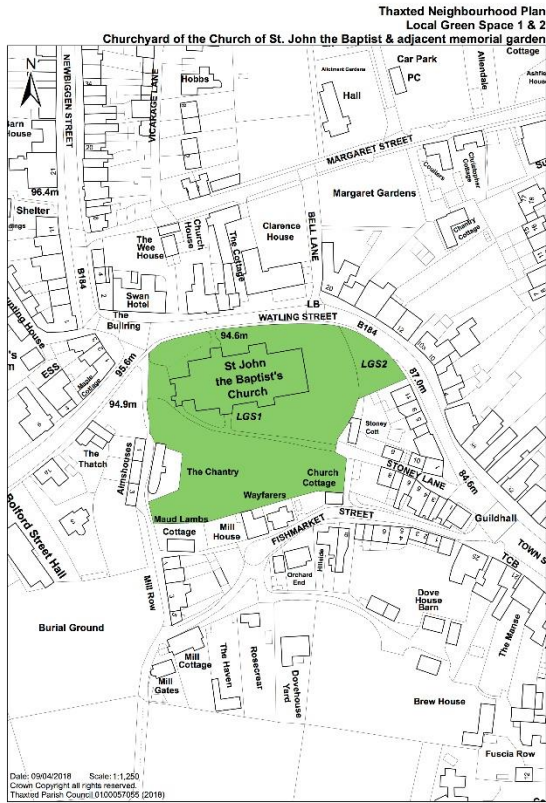 Thaxted Neighbourhood Plan
Local Green Space 1 & 2
Churchyard of the Church of St. John the Baptist & adjacent memorial garden
N
NEWBIGGEN STREET
VICARAGE LANE
Hobbs
Allotment Gardens
Car Park
PC
Allendale
Cottage
Hall
Barn
House
MARGARET STREET
Coulters
Christopher
Cottage
96.4m
Shelter
Margaret Gardens
Chantry
Cottage
The
Wee
House
Church
House
The Cottage
Clarence
House
BELL LANE
B184
Swan
Hotel
The
Bullring
LB
WATLING STREET
B184
94.6m
95.6m
ESS
Maple Cottage
St John
the Baptist's
Church
LGS2
LGS1
87.0m
94.9m
Stoney
Cott
The
Thatch
Almshouses
The Chantry
Church
Cottage
STONEY LANE
84.6m
Wayfarers
Guildhall
Bolford Street Hall
Maud Lambs
Cottage
Mill
House
FISHMARKET STREET
Hillside
Orchard
End
TOWN S
TCB
Mill Row
Dove
House
Barn
The Manse
Burial Ground
Mill
Cottage
Mill
Gates
The Haven
Rosecrear
Dovehouse
Yard
Brew House
Fuscia Row
Date: 09/04/2018 Scale: 1:1,250
Crown Copyright all rights reserved.
Thaxted Parish Council 0100057055 (2018)